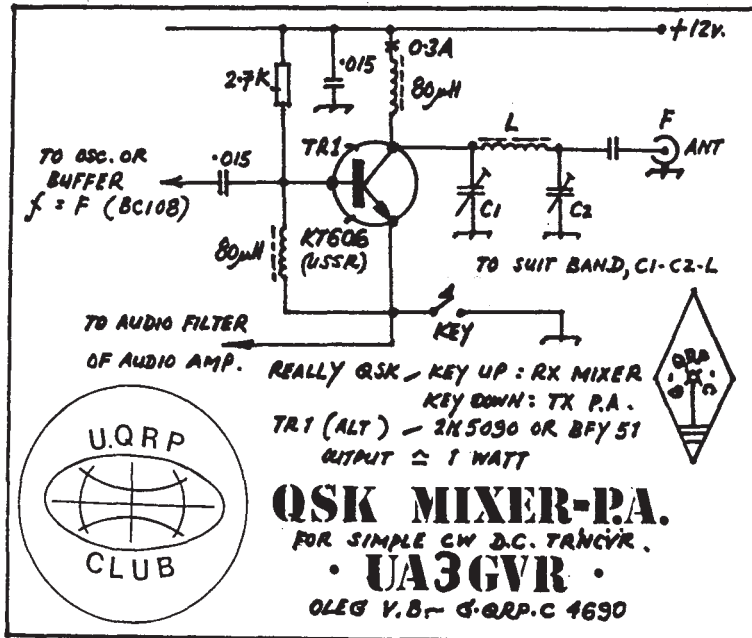 +12v.
0·3A
2·7K
·015
80µH
L
F
ANT
TR1
TO OSC. OR
BUFFER
f = F (BC108)
·015
C1
C2
KT606
(USSR)
80µH
TO SUIT BAND, C1-C2-L
KEY
TO AUDIO FILTER
OF AUDIO AMP.
QRP
G C
REALLY QSK - KEY UP : RX MIXER
KEY DOWN : TX P.A.
TR1 (ALT) - 2N5090 OR BFY51
OUTPUT ≏ 1 WATT
U.QRP
CLUB
QSK MIXER-P.A.
FOR SIMPLE CW D.C. TRNCVR.
· UA3GVR ·
OLEG V.B~ G·QRP·C 4690